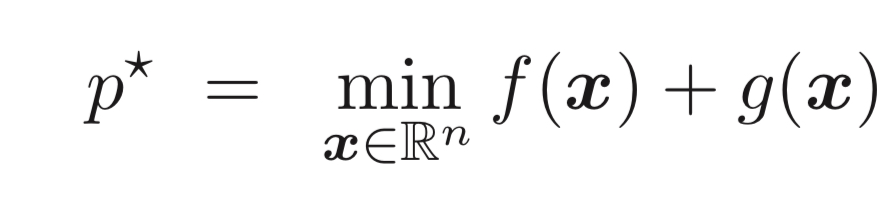 p⋆ = min f(𝒙) + g(𝒙)
𝒙∈ℝⁿ